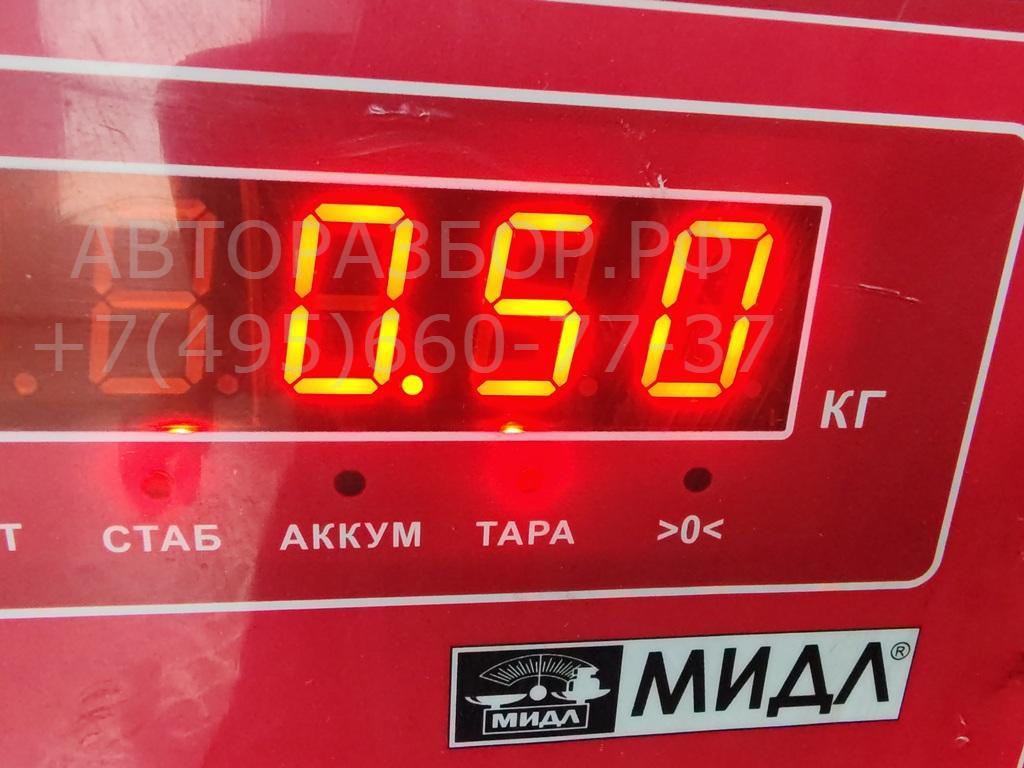 АВТОРАЗБОР.РФ
+7(495)660-77-37
0.50
КГ
Т СТАБ АККУМ ТАРА >0<
МИДЛ МИДЛ®